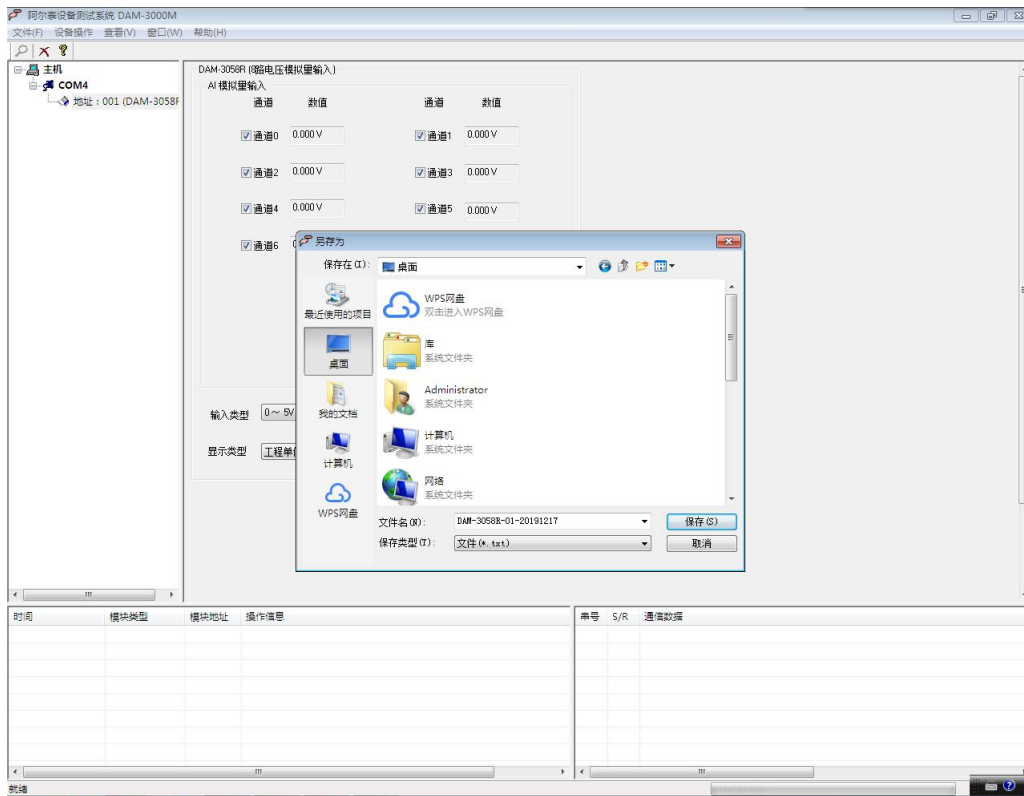 阿尔泰设备测试系统 DAM-3000M
文件(F) 设备操作 查看(V) 窗口(W) 帮助(H)
主机
COM4
地址：001 (DAM-3058R
DAM-3058R (8路电压模拟量输入)
AI 模拟量输入
通道 数值 通道 数值
通道0 0.000 V 通道1 0.000 V
通道2 0.000 V 通道3 0.000 V
通道4 0.000 V 通道5 0.000 V
通道6
输入类型 0～ 5V
显示类型 工程单
另存为
保存在(I): 桌面
最近使用的项目
桌面
我的文档
计算机
WPS网盘
WPS网盘
双击进入WPS网盘
库
系统文件夹
Administrator
系统文件夹
计算机
系统文件夹
网络
系统文件夹
文件名(N): DAM-3058R-01-20191217 保存(S)
保存类型(T): 文件(*.txt) 取消
时间 模块类型 模块地址 操作信息
串号 S/R 通信数据
就绪